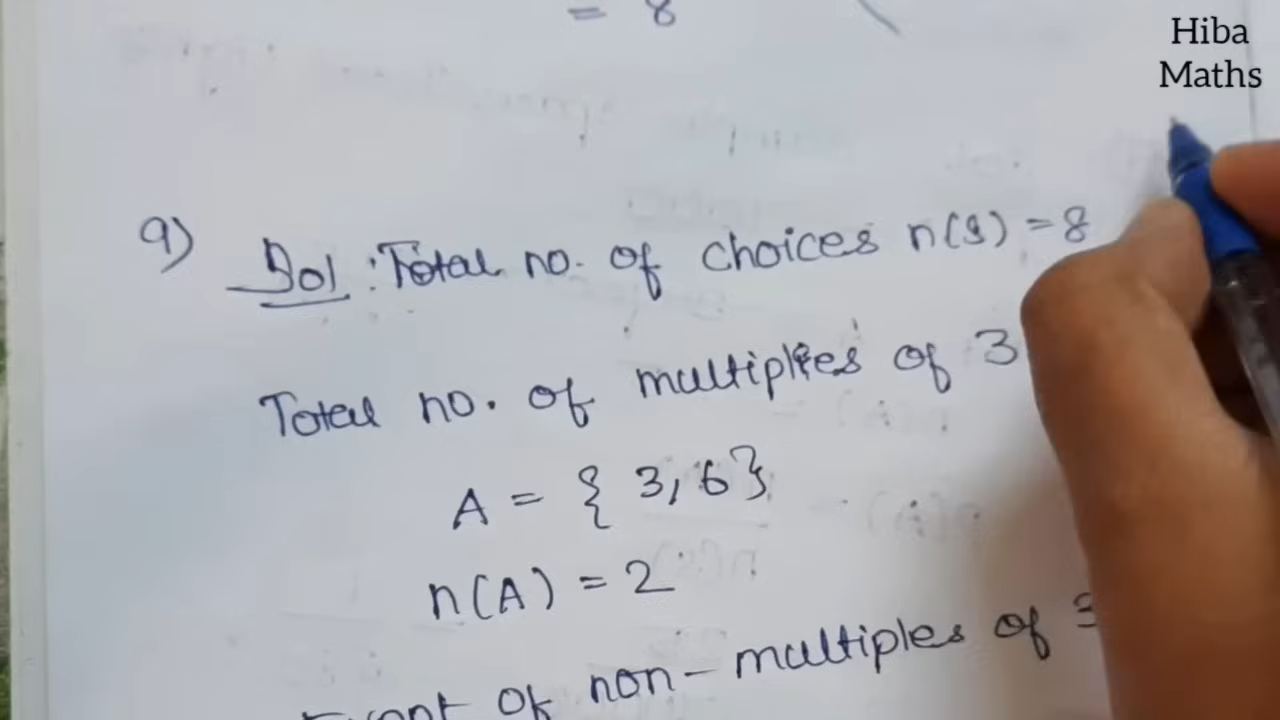 = 8
Hiba
Maths
9) Sol : Total no. of choices n(S) = 8
Total no. of multiples of 3
A = { 3, 6 }
n(A) = 2
of non-multiples of 3